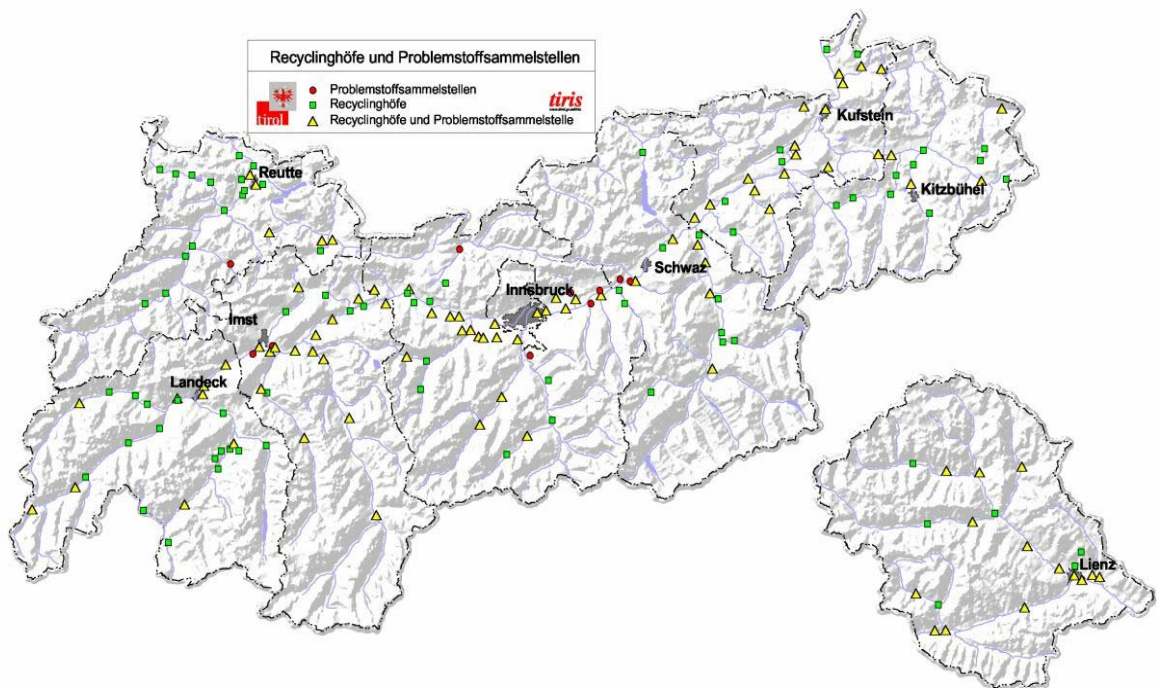 Recyclinghöfe und Problemstoffsammelstellen
Problemstoffsammelstellen
Recyclinghöfe
Recyclinghöfe und Problemstoffsammelstelle
tirol
tiris
Kufstein
Reutte
Kitzbühel
Schwaz
Innsbruck
Imst
Landeck
Lienz